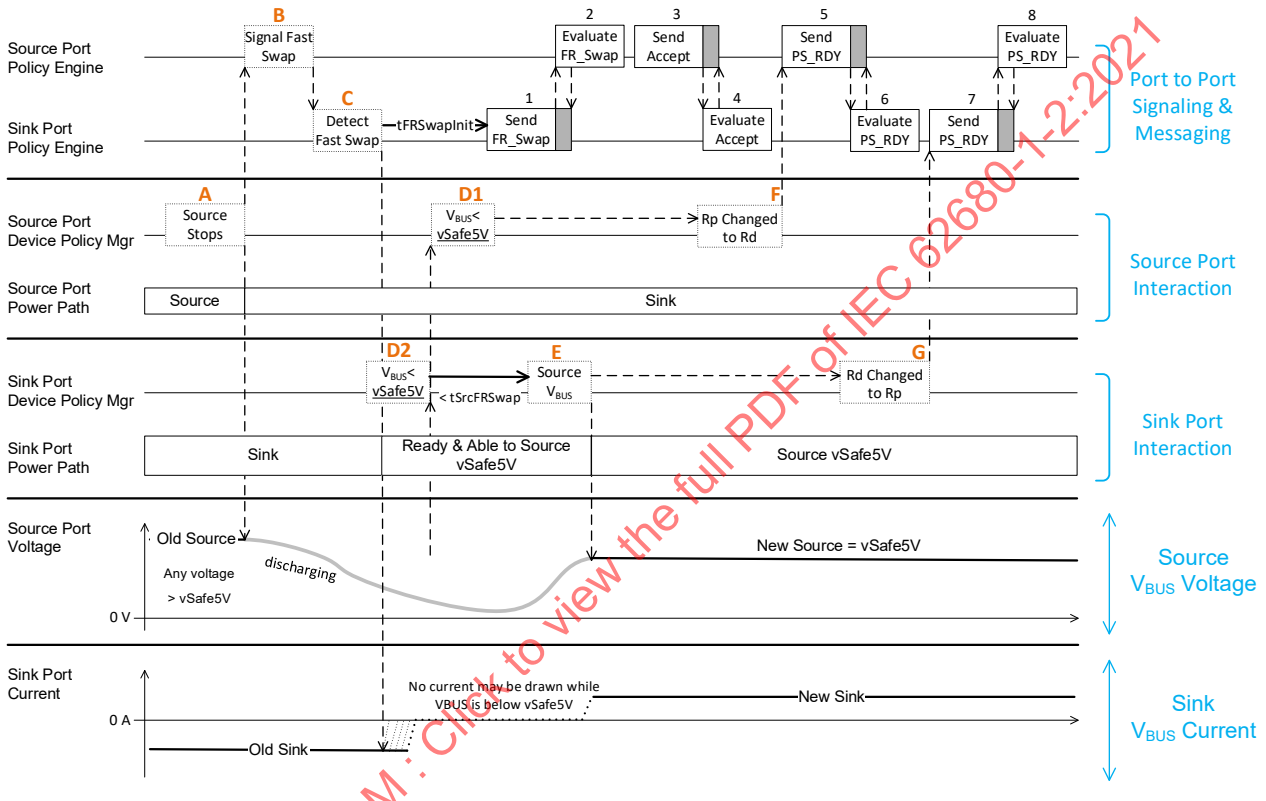 B
2
3
5
8
Source Port
Policy Engine
Signal Fast
Swap
Evaluate
FR_Swap
Send
Accept
Send
PS_RDY
Evaluate
PS_RDY
C
1
4
6
7
Sink Port
Policy Engine
Detect
Fast Swap
tFRSwapInit
Send
FR_Swap
Evaluate
Accept
Evaluate
PS_RDY
Send
PS_RDY
Port to Port
Signaling &
Messaging
A
D1
F
Source Port
Device Policy Mgr
Source
Stops
VBUS<
vSafe5V
Rp Changed
to Rd
Source Port
Power Path
Source
Sink
Source Port
Interaction
D2
E
G
Sink Port
Device Policy Mgr
VBUS<
vSafe5V
< tSrcFRSwap
Source
VBUS
Rd Changed
to Rp
Sink Port
Power Path
Sink
Ready & Able to Source
vSafe5V
Source vSafe5V
Sink Port
Interaction
Source Port
Voltage
Old Source
discharging
Any voltage
> vSafe5V
0 V
New Source = vSafe5V
Source
VBUS Voltage
Sink Port
Current
No current may be drawn while
VBUS is below vSafe5V
New Sink
0 A
Old Sink
Sink
VBUS Current
M : Click to view the full PDF of IEC 62680-1-2:2021